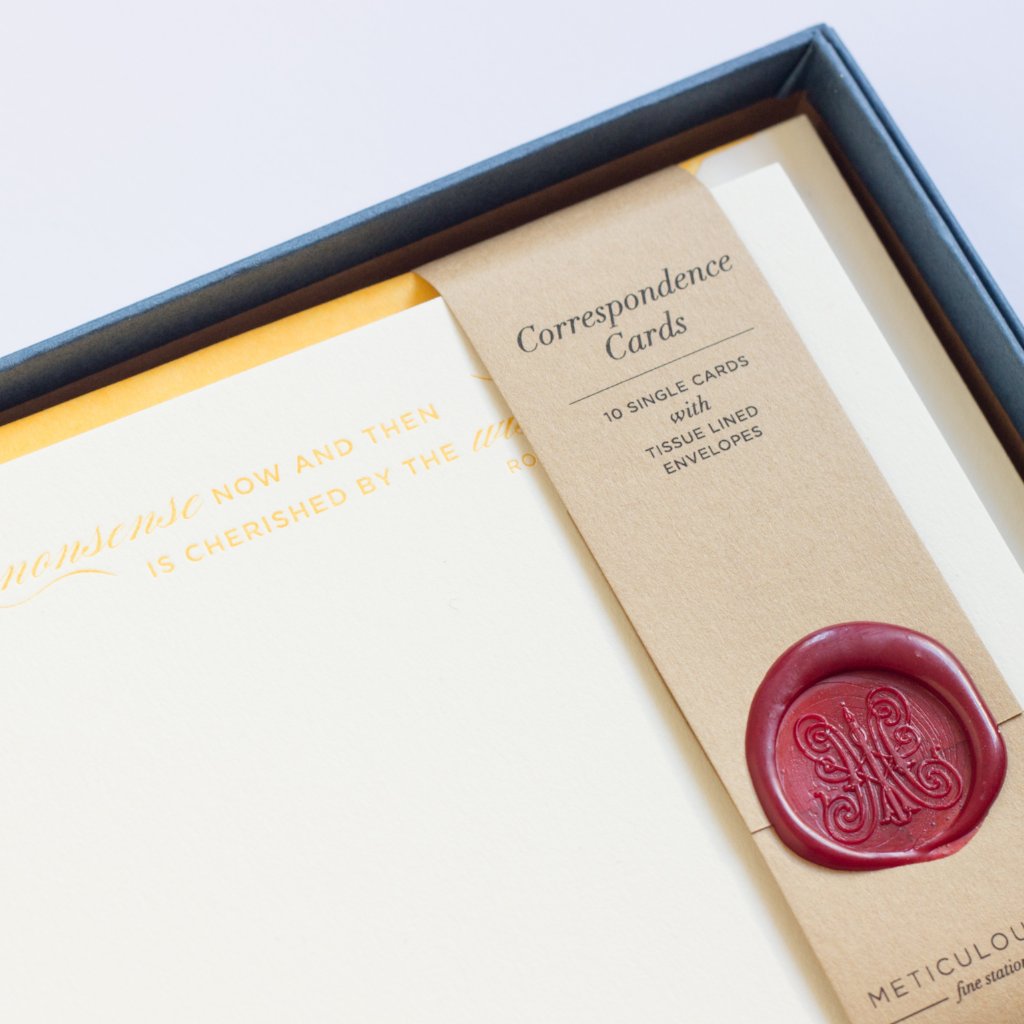 nonsense NOW AND THEN
IS CHERISHED BY THE
RO
Correspondence
Cards
10 SINGLE CARDS
with
TISSUE LINED
ENVELOPES
METICULOU
fine station